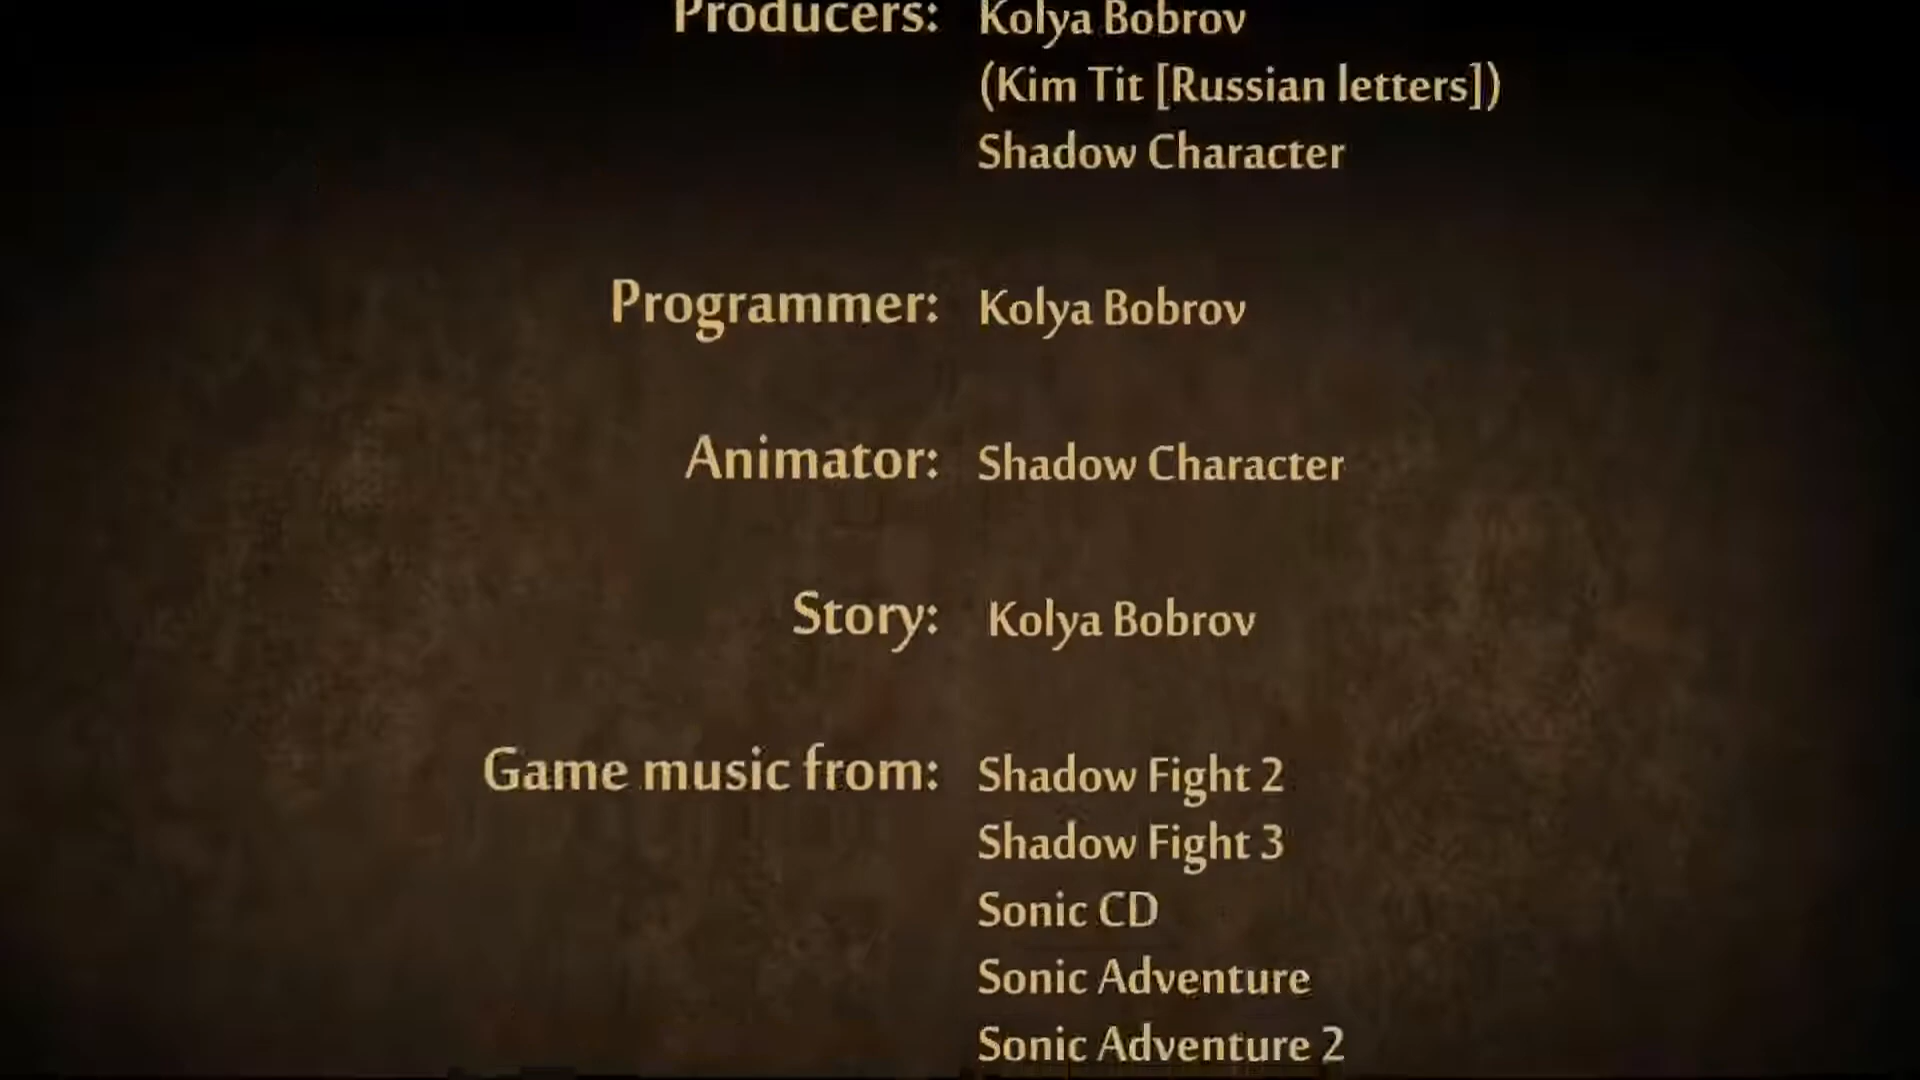 Producers: Kolya Bobrov
(Kim Tit [Russian letters])
Shadow Character
Programmer: Kolya Bobrov
Animator: Shadow Character
Story: Kolya Bobrov
Game music from: Shadow Fight 2
Shadow Fight 3
Sonic CD
Sonic Adventure
Sonic Adventure 2